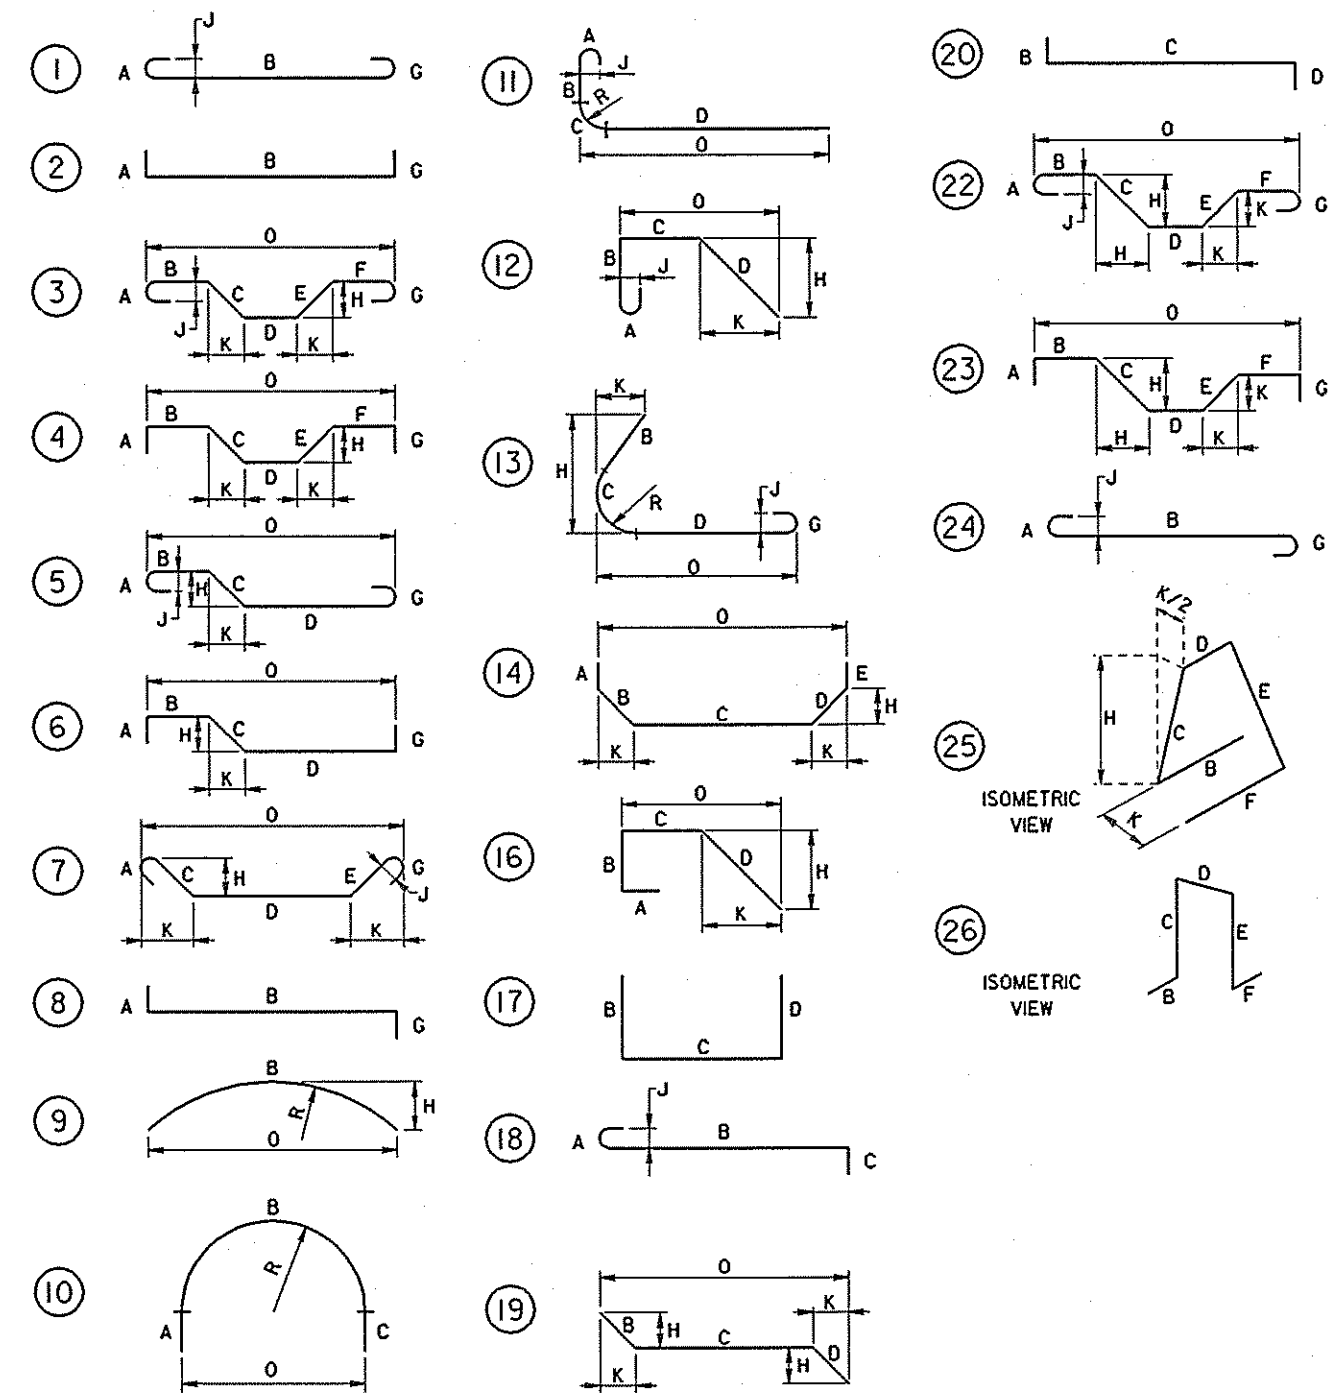 J
1 A B G
2 A B G
O
3 A B C D E F G H
J K K
O
4 A B C D E F G H
K K
O
5 A B C D G H
J K
O
6 A B C D G H
K
O
7 A C D E G H J
K K
8 A B G
B
9 R H
O
B
10 R
A C
O
A
J
11 B R
C D
O
O
C
12 B J D H
A K
K
B
13 H C R J
D G
O
O
14 A B C D E H
K K
O
C
16 B D H
A K
17 B C D
J
18 A B C
O
K
19 B H C H D
K
20 B C D
O
22 A B C D E F G H K
J H K
O
23 A B C D E F G H K
H K
J
24 A B G
K/2
D
H E
25 C B
ISOMETRIC
VIEW
K F
D
26 C E
ISOMETRIC
VIEW
B F